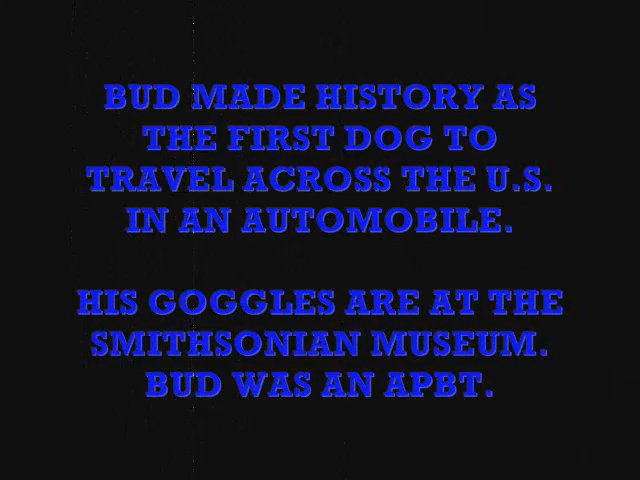 BUD MADE HISTORY AS
THE FIRST DOG TO
TRAVEL ACROSS THE U.S.
IN AN AUTOMOBILE.
HIS GOGGLES ARE AT THE
SMITHSONIAN MUSEUM.
BUD WAS AN APBT.